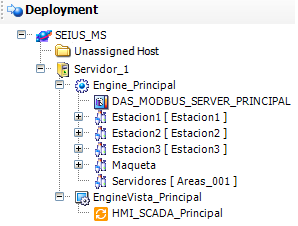 Deployment
SEIUS_MS
Unassigned Host
Servidor_1
Engine_Principal
DAS_MODBUS_SERVER_PRINCIPAL
Estacion1 [ Estacion1 ]
Estacion2 [ Estacion2 ]
Estacion3 [ Estacion3 ]
Maqueta
Servidores [ Areas_001 ]
EngineVista_Principal
HMI_SCADA_Principal